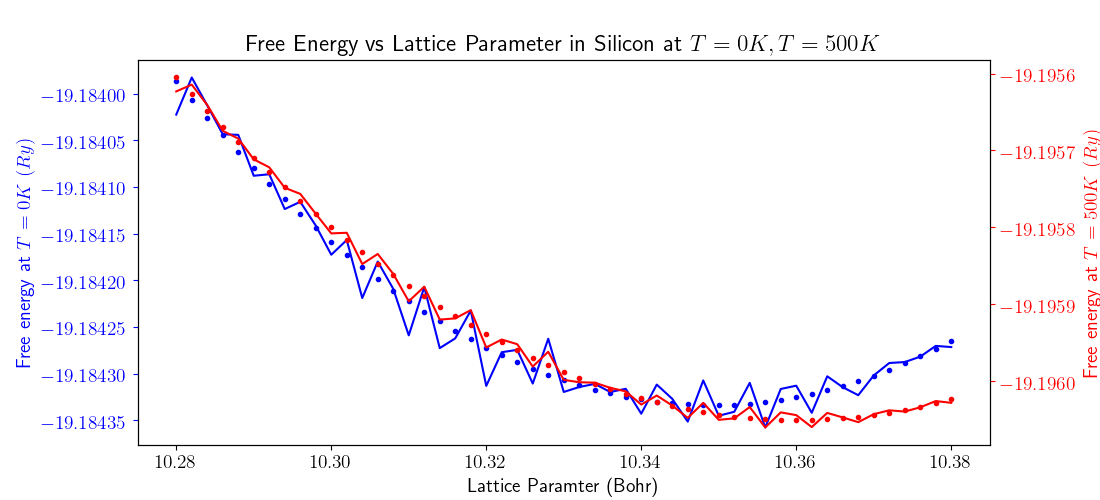 Free Energy vs Lattice Parameter in Silicon at T = 0K, T = 500K
Free energy at T = 0K (Ry)
−19.18400
−19.18405
−19.18410
−19.18415
−19.18420
−19.18425
−19.18430
−19.18435
−19.1956
−19.1957
−19.1958
−19.1959
−19.1960
Free energy at T = 500K (Ry)
10.28 10.30 10.32 10.34 10.36 10.38
Lattice Paramter (Bohr)